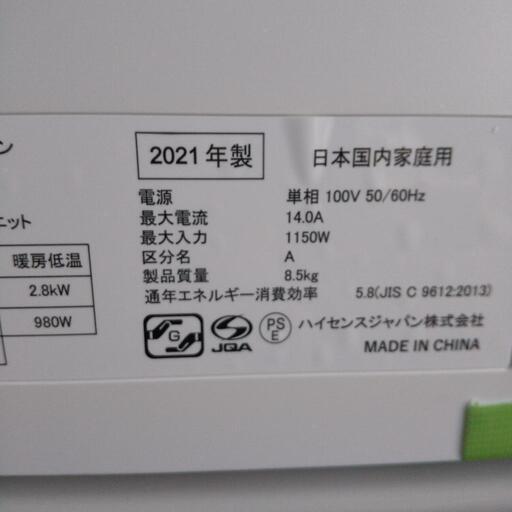 ン
2021年製
日本国内家庭用
電源 単相 100V 50/60Hz
最大電流 14.0A
ニット
最大入力 1150W
区分名 A
暖房低温
製品質量 8.5kg
2.8kW
通年エネルギー消費効率 5.8(JIS C 9612:2013)
980W
G
JQA
PS
E
ハイセンスジャパン株式会社
MADE IN CHINA